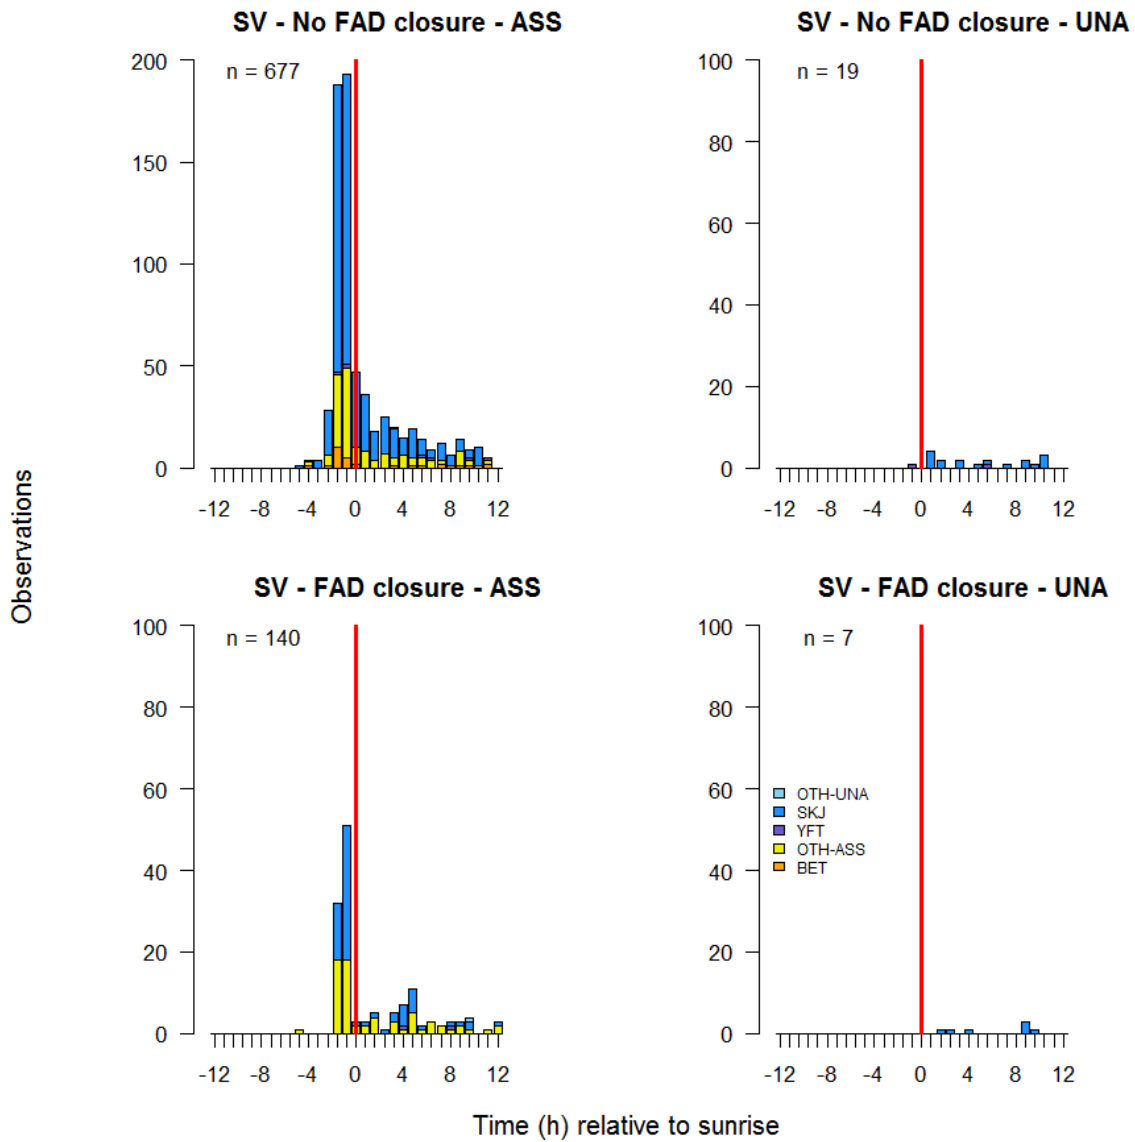 SV - No FAD closure - ASS
n = 677
200
150
100
50
0
-12 -8 -4 0 4 8 12
SV - No FAD closure - UNA
n = 19
100
80
60
40
20
0
-12 -8 -4 0 4 8 12
Observations
SV - FAD closure - ASS
n = 140
100
80
60
40
20
0
-12 -8 -4 0 4 8 12
SV - FAD closure - UNA
n = 7
100
80
60
40
20
0
OTH-UNA
SKJ
YFT
OTH-ASS
BET
-12 -8 -4 0 4 8 12
Time (h) relative to sunrise